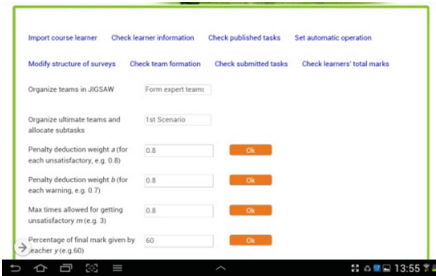 Import course learner Check learner information Check published tasks Set automatic operation
Modify structure of surveys Check team formation Check submitted tasks Check learners' total marks
Organize teams in JIGSAW Form expert teams
Organize ultimate teams and 1st Scenario
allocate subtasks
Penalty deduction weight a (for 0.8 Ok
each unsatisfactory, e.g. 0.8)
Penalty deduction weight b (for 0.8 Ok
each warning, e.g. 0.7)
Max times allowed for getting 0.8 Ok
unsatisfactory m (e.g. 3)
Percentage of final mark given by 60 Ok
teacher y (e.g.60)
13:55